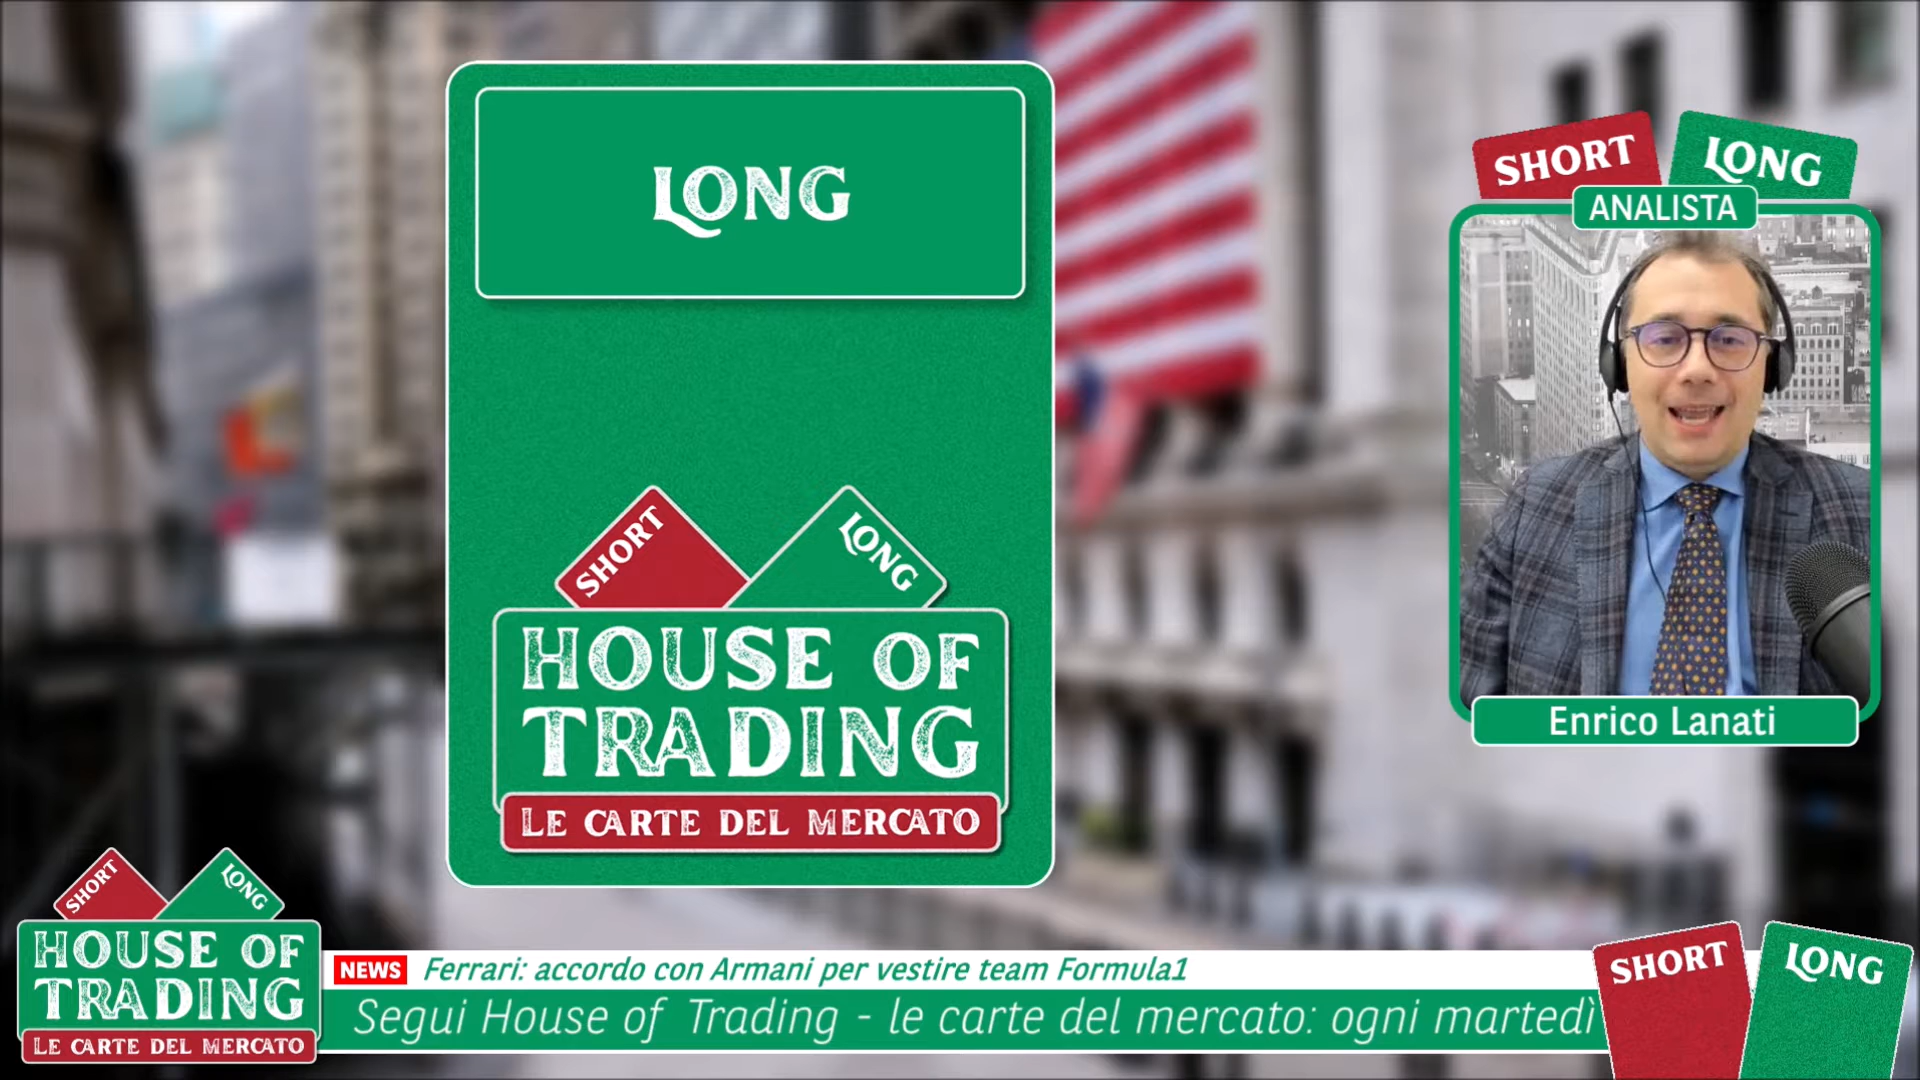 LONG
SHORT
LONG
HOUSE OF
TRADING
LE CARTE DEL MERCATO
SHORT
LONG
ANALISTA
Enrico Lanati
SHORT
LONG
HOUSE OF
TRADING
LE CARTE DEL MERCATO
NEWS Ferrari: accordo con Armani per vestire team Formula1
Segui House of Trading - le carte del mercato: ogni martedì
SHORT
LONG